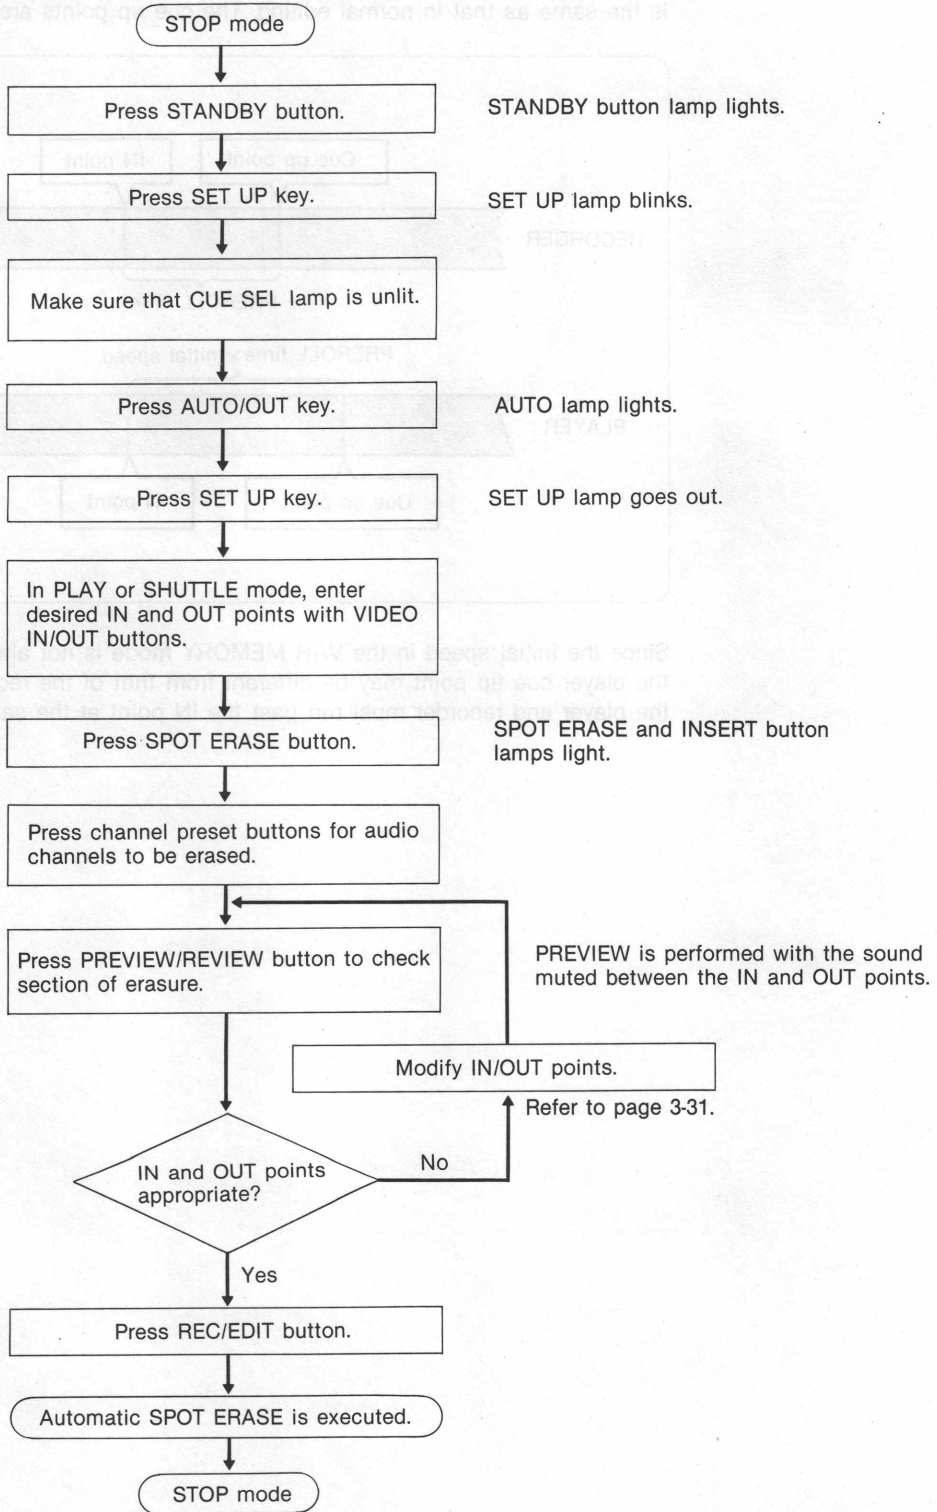 STOP mode
Press STANDBY button.
STANDBY button lamp lights.
Press SET UP key.
SET UP lamp blinks.
Make sure that CUE SEL lamp is unlit.
Press AUTO/OUT key.
AUTO lamp lights.
Press SET UP key.
SET UP lamp goes out.
In PLAY or SHUTTLE mode, enter
desired IN and OUT points with VIDEO
IN/OUT buttons.
Press SPOT ERASE button.
SPOT ERASE and INSERT button
lamps light.
Press channel preset buttons for audio
channels to be erased.
Press PREVIEW/REVIEW button to check
section of erasure.
PREVIEW is performed with the sound
muted between the IN and OUT points.
Modify IN/OUT points.
Refer to page 3-31.
IN and OUT points
appropriate?
No
Yes
Press REC/EDIT button.
Automatic SPOT ERASE is executed.
STOP mode